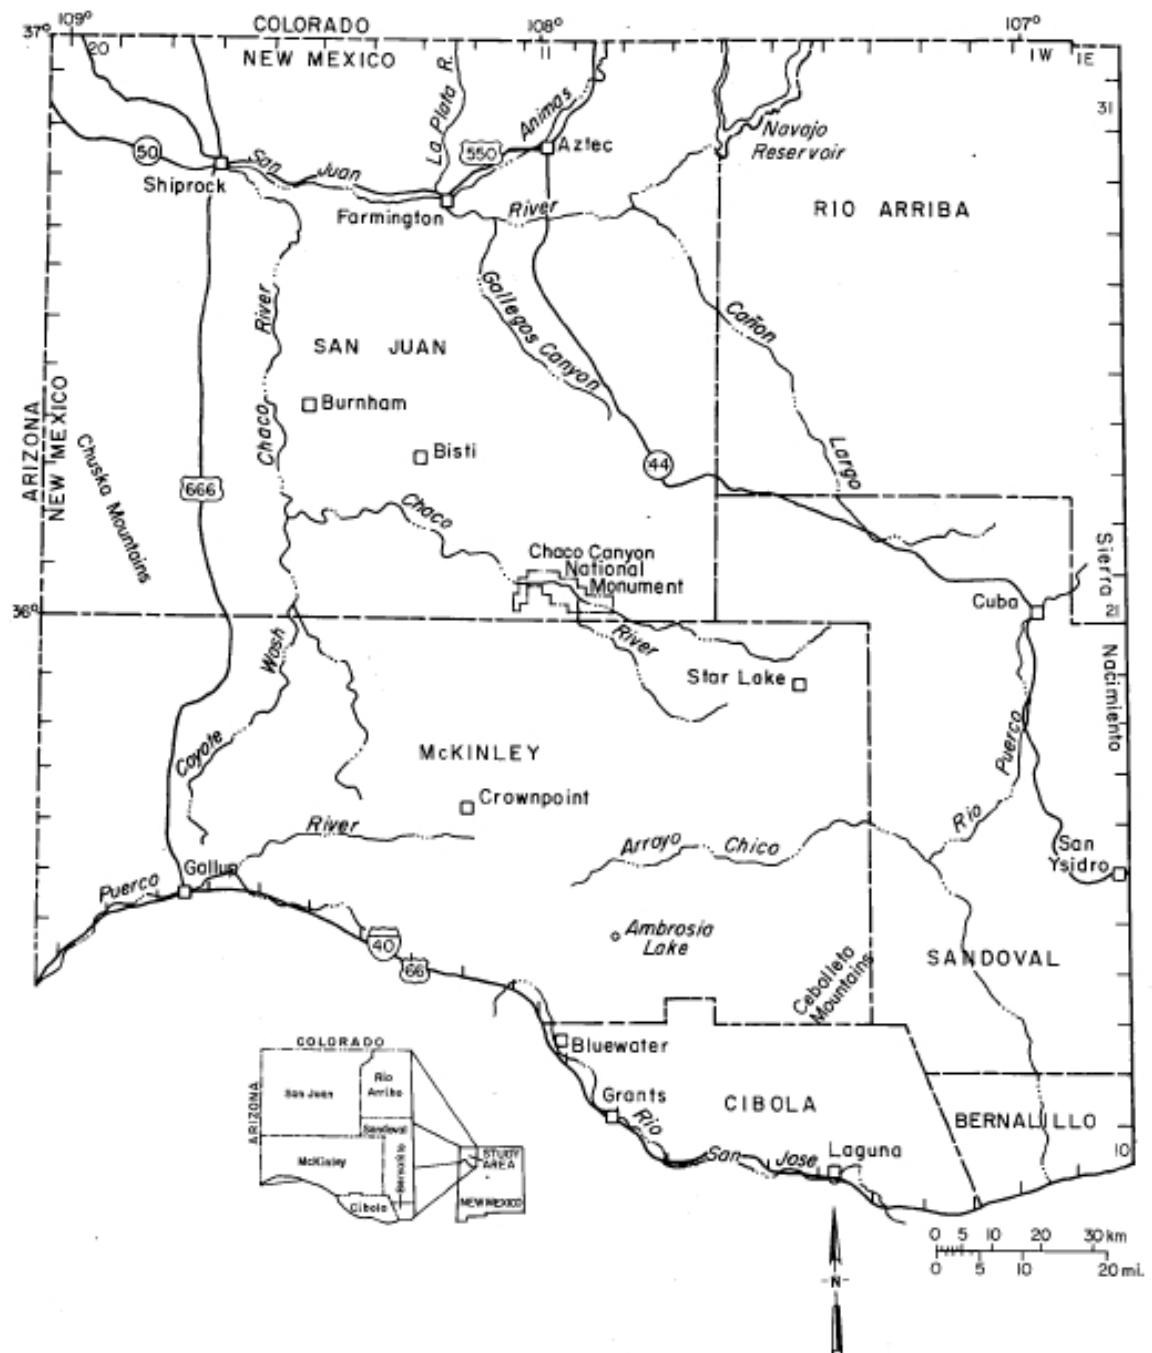 109°
COLORADO
108°
107°
37°
20
NEW MEXICO
11
1W
1E
31
La Plata R.
Animas
550
Aztec
Navajo
Reservoir
50
San
Juan
Shiprock
Farmington
River
RIO ARRIBA
Gallegos Canyon
Cañon
Largo
Chaco
River
SAN JUAN
Burnham
Bisti
44
ARIZONA
NEW MEXICO
Chuska Mountains
666
Chaco
Chaco Canyon
National
Monument
Cuba
Sierra
21
Nacimiento
36°
Wash
River
Star Lake
Coyote
McKINLEY
Crownpoint
Puerco
Rio
River
Arroyo
Chico
San
Ysidro
Gallup
Puerco
Ambrosia
Lake
Cebolleta
Mountains
SANDOVAL
40
66
Bluewater
Grants
CIBOLA
BERNALILLO
10
Rio
San
Jose
Laguna
COLORADO
ARIZONA
San Juan
Rio
Arriba
Sandoval
McKinley
Bernalillo
Cibola
STUDY
AREA
NEW MEXICO
0 5 10 20 30 km
0 5 10 20 mi.
N